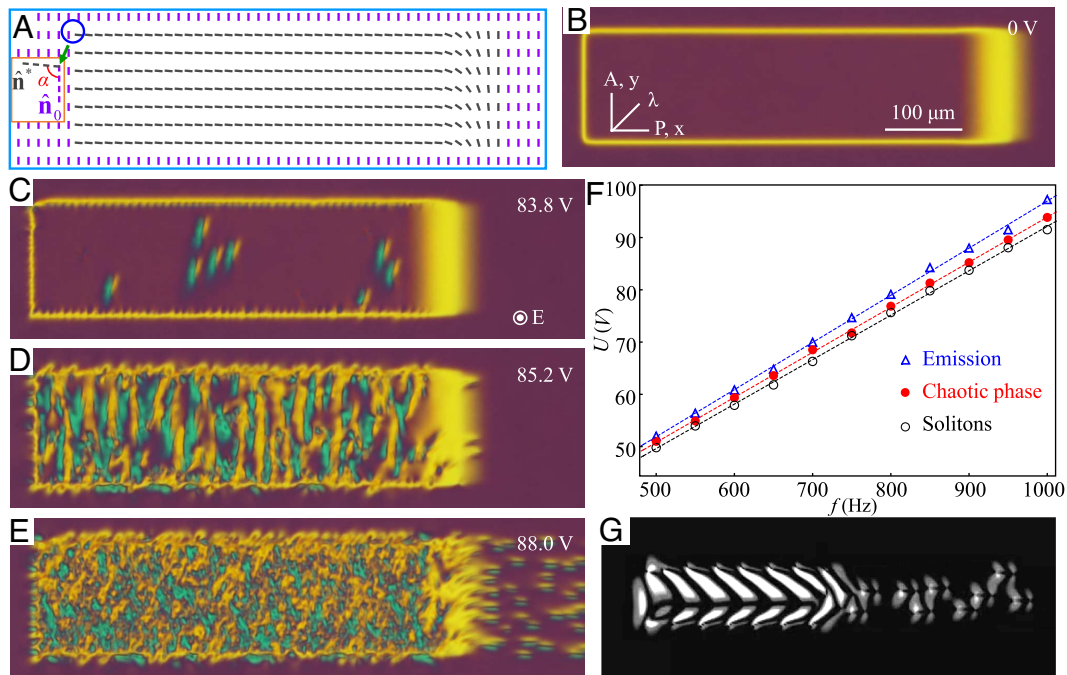 A
n̂*
α
n̂₀
B
0 V
A, y
λ
P, x
100 μm
C
83.8 V
E
D
85.2 V
E
88.0 V
F
100
90
80
70
60
50
U (V)
Emission
Chaotic phase
Solitons
500 600 700 800 900 1000
f (Hz)
G